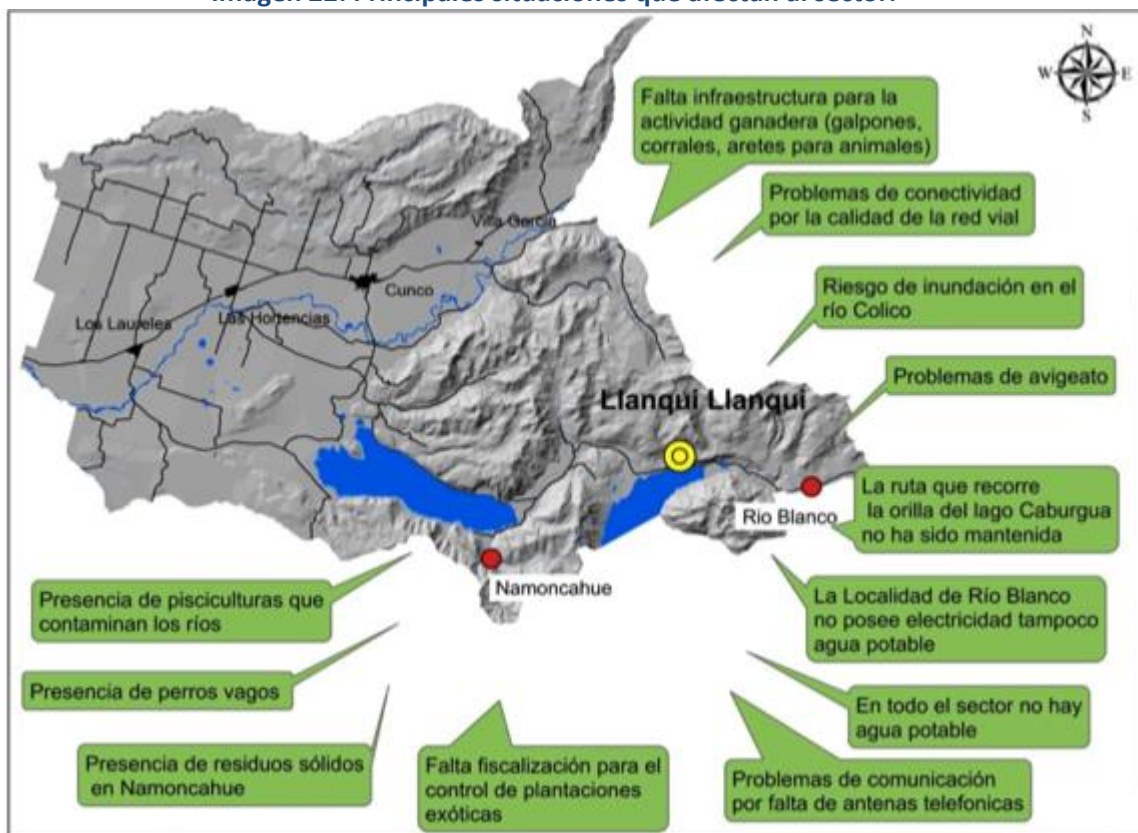 N
W E
S
Falta infraestructura para la
actividad ganadera (galpones,
corrales, aretes para animales)
Problemas de conectividad
por la calidad de la red vial
Villa García
Riesgo de inundación en el
río Colico
Cunco
Las Hortencias
Los Laureles
Problemas de avigeato
Llanqui Llanqui
La ruta que recorre
la orilla del lago Caburgua
no ha sido mantenida
Rio Blanco
Namoncahue
Presencia de pisciculturas que
contaminan los ríos
La Localidad de Río Blanco
no posee electricidad tampoco
agua potable
Presencia de perros vagos
En todo el sector no hay
agua potable
Presencia de residuos sólidos
en Namoncahue
Falta fiscalización para el
control de plantaciones
exóticas
Problemas de comunicación
por falta de antenas telefonicas